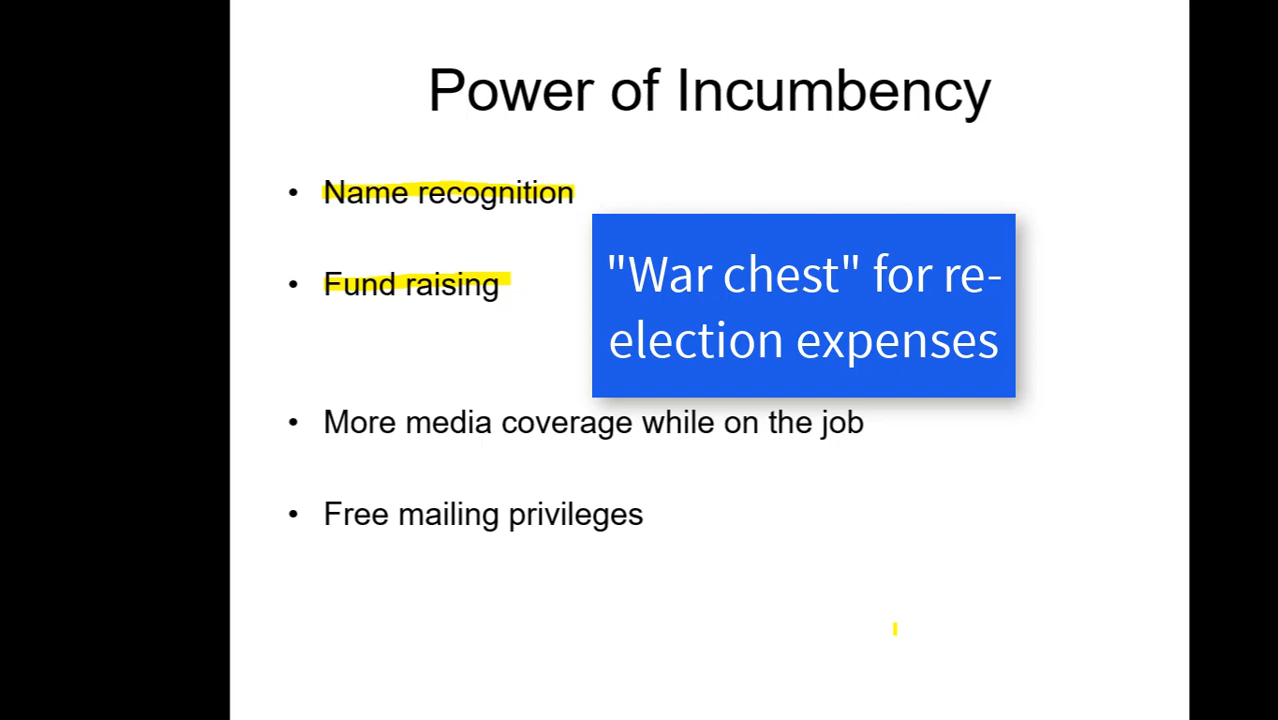 Power of Incumbency
• Name recognition
• Fund raising
"War chest" for re-
election expenses
• More media coverage while on the job
• Free mailing privileges